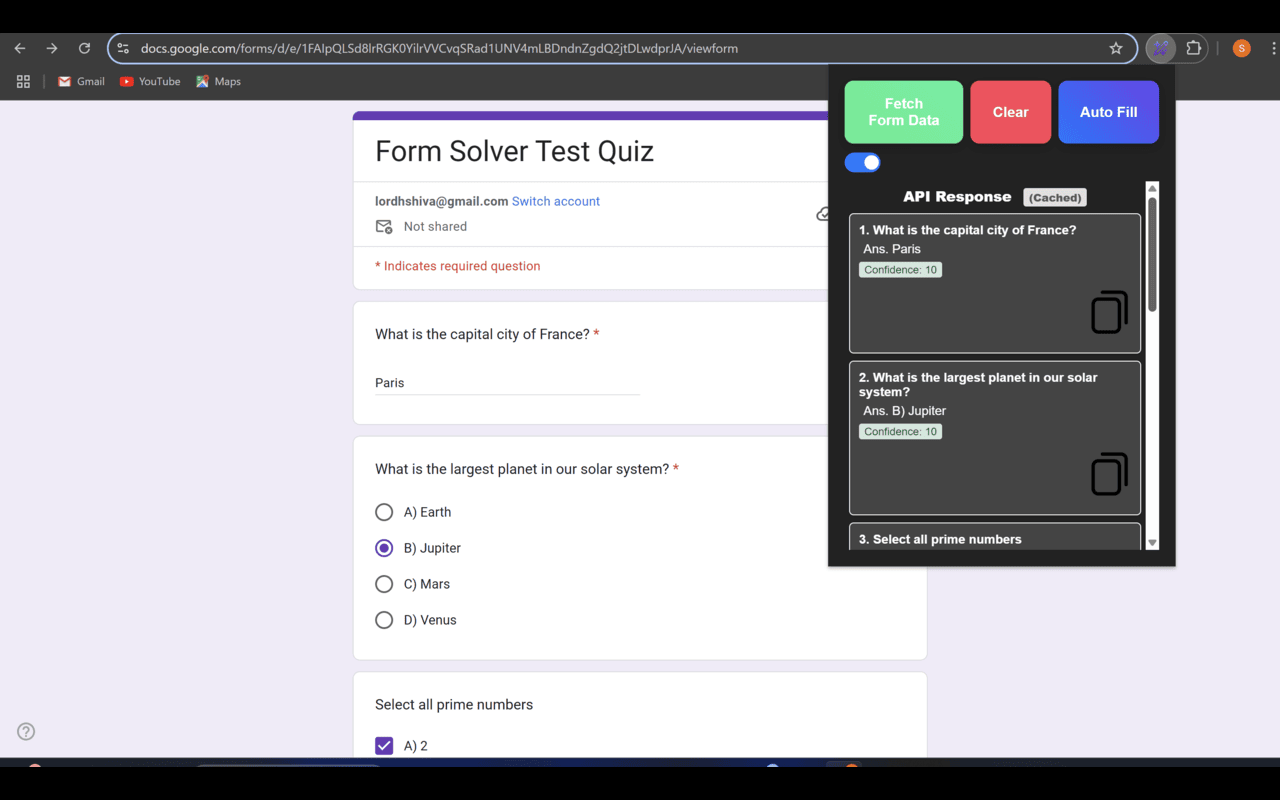 docs.google.com/forms/d/e/1FAIpQLSd8lrRGK0YilrVVCvqSRad1UNV4mLBDndnZgdQ2jtDLwdprJA/viewform
S
Gmail
YouTube
Maps
Form Solver Test Quiz
lordhshiva@gmail.com Switch account
Not shared
* Indicates required question
What is the capital city of France? *
Paris
What is the largest planet in our solar system? *
A) Earth
B) Jupiter
C) Mars
D) Venus
Select all prime numbers
A) 2
Fetch
Form Data
Clear
Auto Fill
API Response (Cached)
1. What is the capital city of France?
Ans. Paris
Confidence: 10
2. What is the largest planet in our solar
system?
Ans. B) Jupiter
Confidence: 10
3. Select all prime numbers